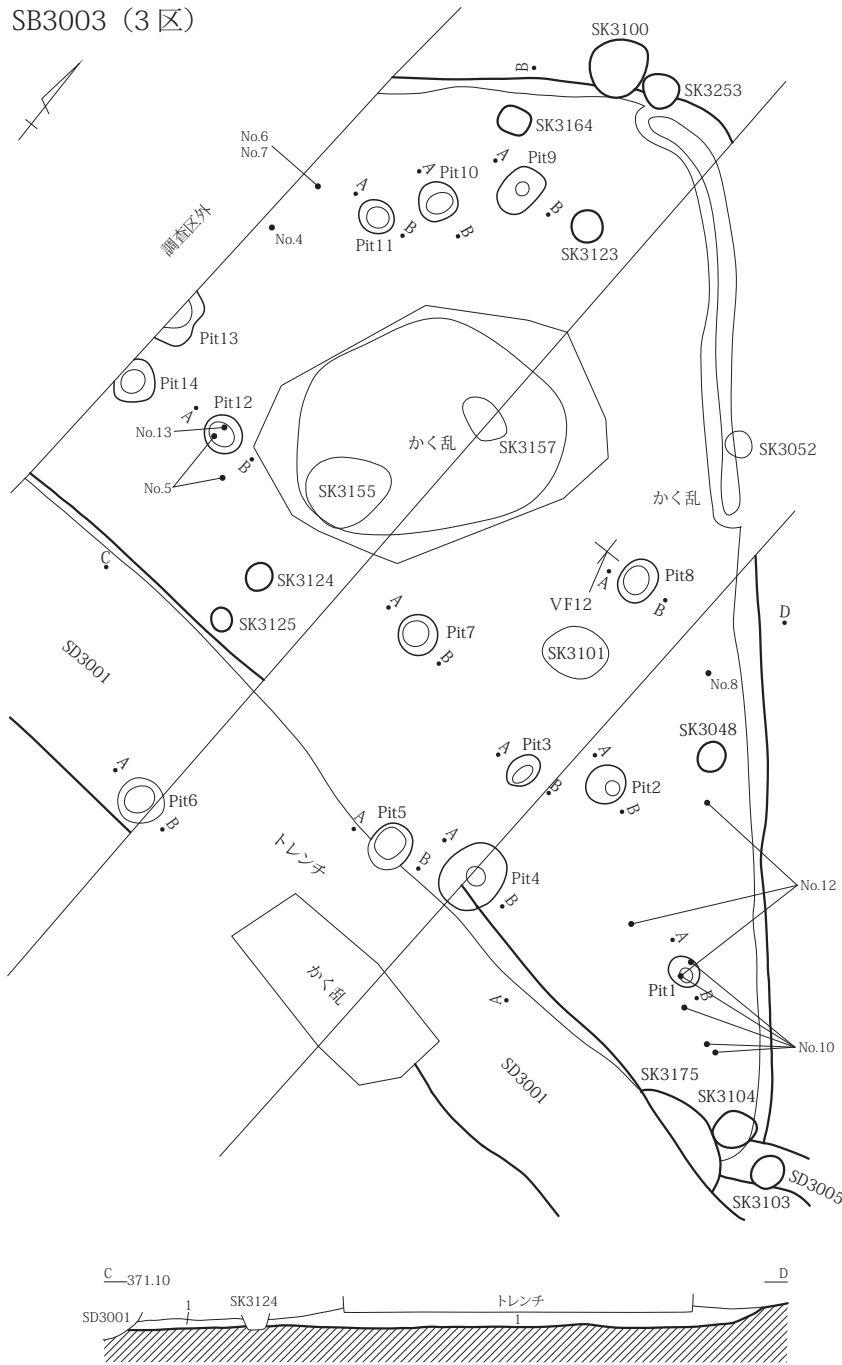 SB3003（3 区）
SK3100
B
SK3253
SK3164
No.6
No.7
A
Pit9
A
Pit10
A
B
B
B
Pit11
SK3123
No.4
調査区外
Pit13
Pit14
A
Pit12
No.13
B
No.5
かく乱
SK3157
SK3155
SK3052
かく乱
C
SK3124
SK3125
A
Pit8
B
VF12
A
Pit7
B
SK3101
D
SD3001
No.8
SK3048
A
Pit3
A
B
Pit2
B
A
Pit6
B
A
Pit5
A
B
Pit4
B
トレンチ
No.12
A
Pit1
B
かく乱
A
No.10
SD3001
SK3175
SK3104
SD3005
SK3103
C
371.10
D
SD3001
1
SK3124
トレンチ
1